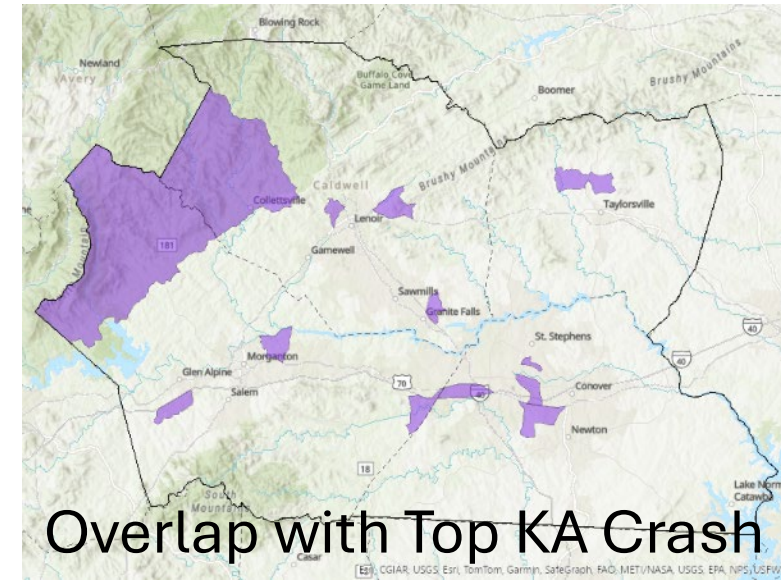 Blowing Rock
Newland
Avery
Buffalo Cove
Game Land
Boomer
Brushy Mountains
Brushy Mountains
Caldwell
Collettsville
Lenoir
Taylorsville
181
Gamewell
Mountain
Sawmills
Granite Falls
St. Stephens
40
40
Morganton
Glen Alpine
Salem
70
40
Conover
Newton
18
South
Mountains
Lake Norm
Catawba
Overlap with Top KA Crash
Casar
Esri, CGIAR, USGS, Esri, TomTom, Garmin, SafeGraph, FAO, METI/NASA, USGS, EPA, NPS, USFW